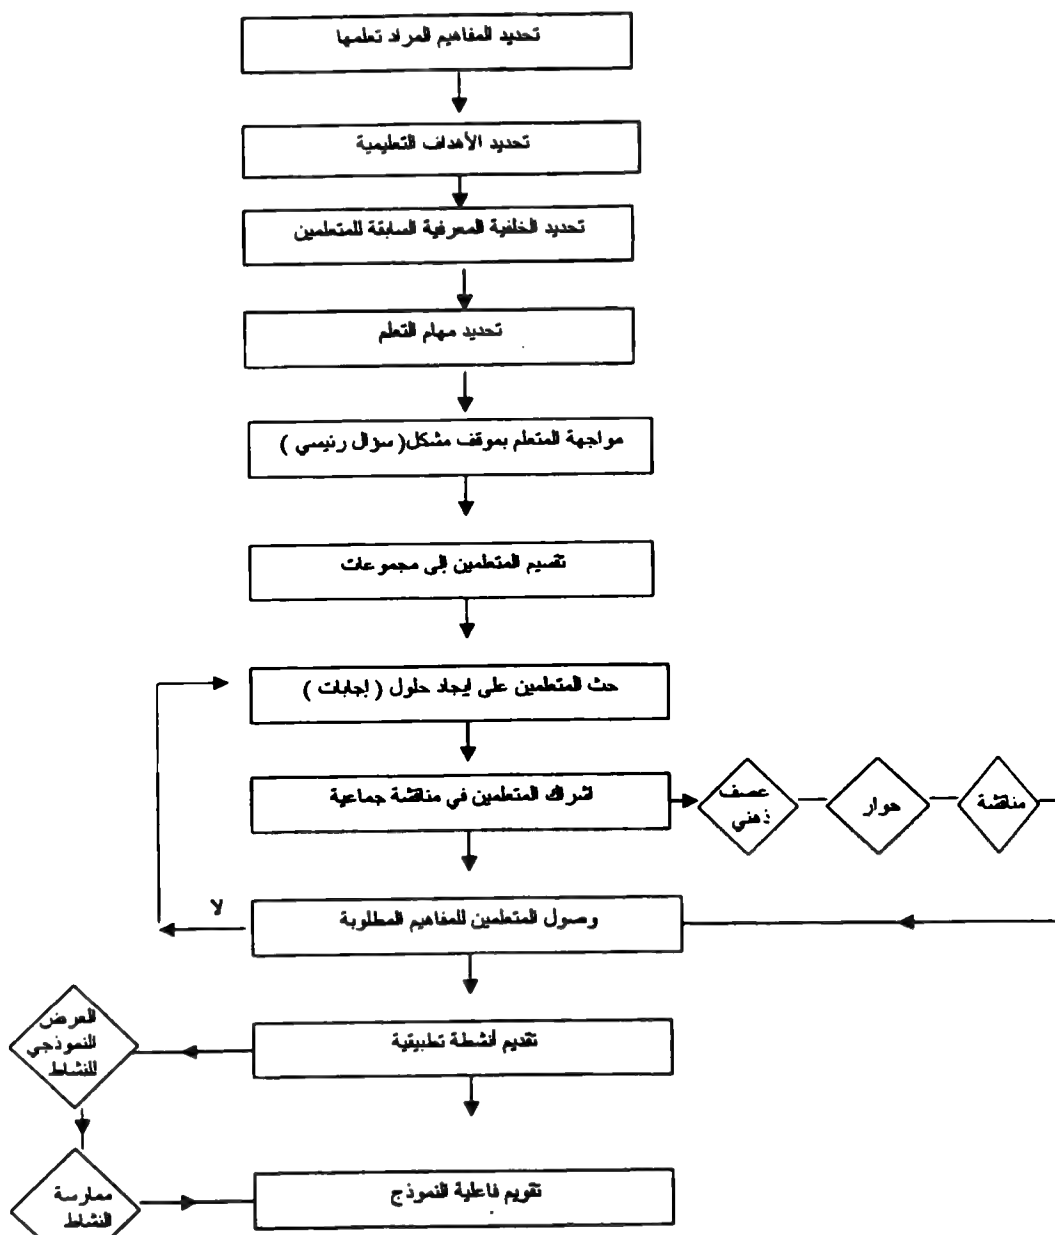 تحديد المفاهيم المراد تعلمها
تحديد الأهداف التعليمية
تحديد الخلفية المعرفية السابقة للمتعلمين
تحديد مهام التعلم
مواجهة المتعلم بموقف مشكل ( سؤال رئيسي )
تقسيم المتعلمين إلى مجموعات
حث المتعلمين على ايجاد حلول ( إجابات )
اشراك المتعلمين في مناقشة جماعية
عصف
ذهني
حوار
مناقشة
وصول المتعلمين للمفاهيم المطلوبة
لا
تقديم أنشطة تطبيقية
العرض
النموذجي
للنشاط
ممارسة
النشاط
تقويم فاعلية النموذج